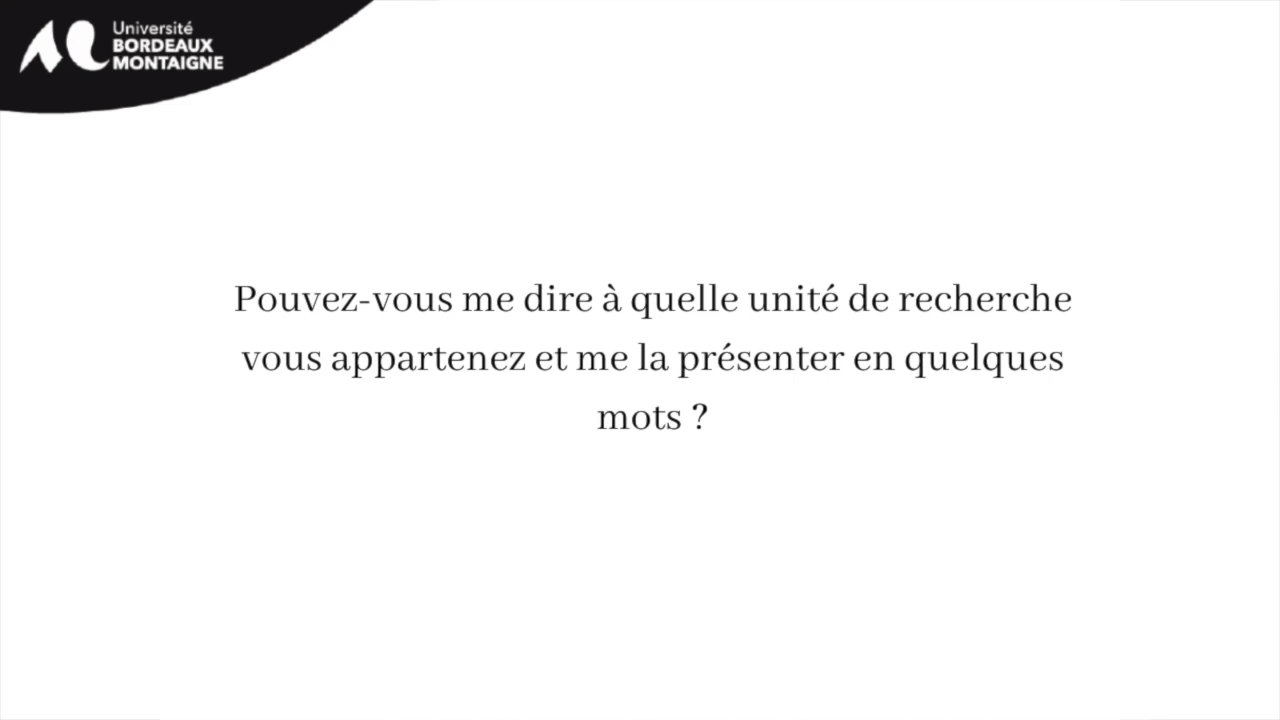 Université
BORDEAUX
MONTAIGNE
Pouvez-vous me dire à quelle unité de recherche
vous appartenez et me la présenter en quelques
mots ?